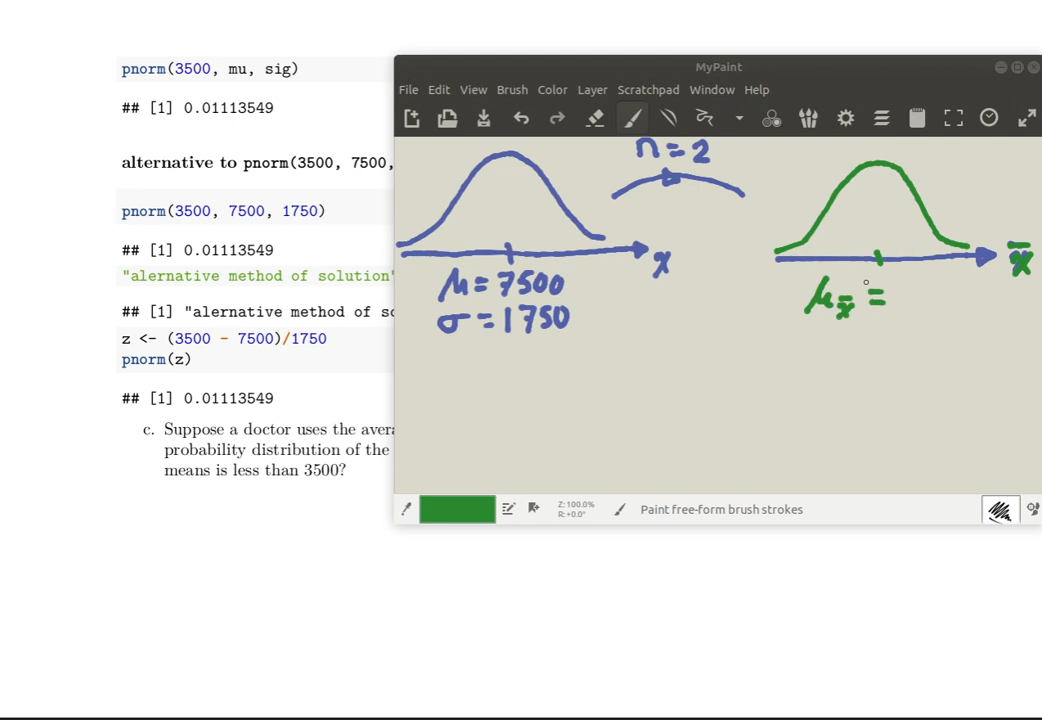 pnorm(3500, mu, sig)
## [1] 0.01113549
alternative to pnorm(3500, 7500,
pnorm(3500, 7500, 1750)
## [1] 0.01113549
"alernative method of solution"
## [1] "alernative method of so
z <- (3500 - 7500)/1750
pnorm(z)
## [1] 0.01113549
c. Suppose a doctor uses the avera
probability distribution of the
means is less than 3500?
MyPaint
File Edit View Brush Color Layer Scratchpad Window Help
n = 2
x
μ = 7500
σ = 1750
x̄
μx̄ =
Z: 100.0%
R: +0.0°
Paint free-form brush strokes